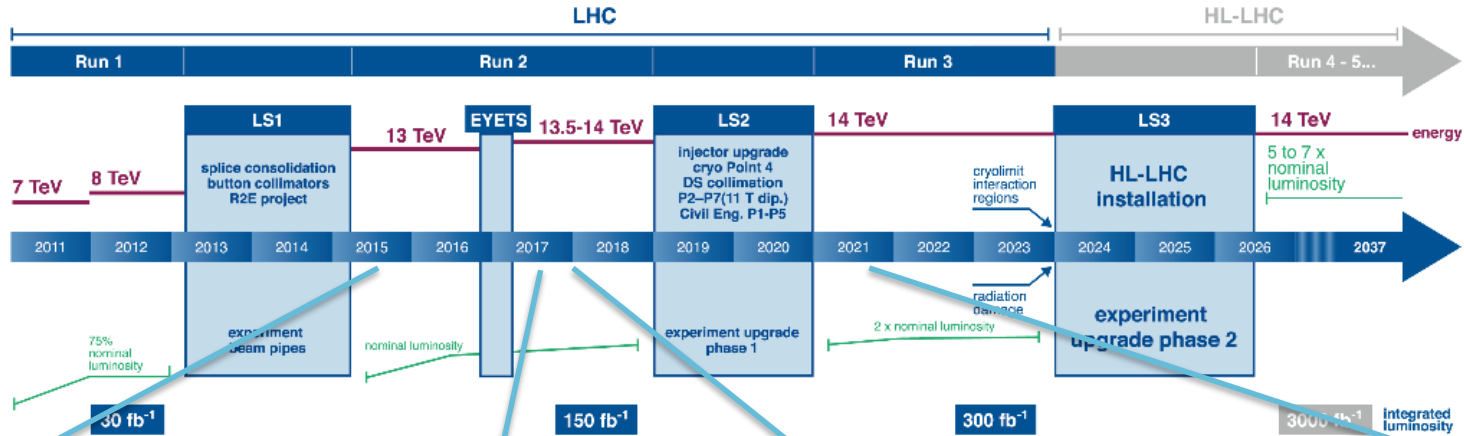 LHC
HL-LHC
Run 1
Run 2
Run 3
Run 4 - 5...
LS1
EYETS
13.5-14 TeV
LS2
14 TeV
LS3
14 TeV
energy
13 TeV
7 TeV
8 TeV
splice consolidation
button collimators
R2E project
injector upgrade
cryo Point 4
DS collimation
P2–P7(11 T dip.)
Civil Eng. P1-P5
cryolimit
interaction
regions
HL-LHC
installation
5 to 7 x
nominal
luminosity
2011
2012
2013
2014
2015
2016
2017
2018
2019
2020
2021
2022
2023
2024
2025
2026
2037
75%
nominal
luminosity
experiment
beam pipes
nominal luminosity
experiment upgrade
phase 1
2 x nominal luminosity
radiation
damage
experiment
upgrade phase 2
30 fb⁻¹
150 fb⁻¹
300 fb⁻¹
3000 fb⁻¹
integrated
luminosity